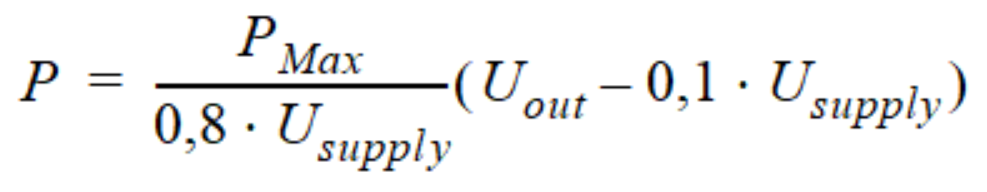 P = P_Max / (0,8 · U_supply) (U_out – 0,1 · U_supply)